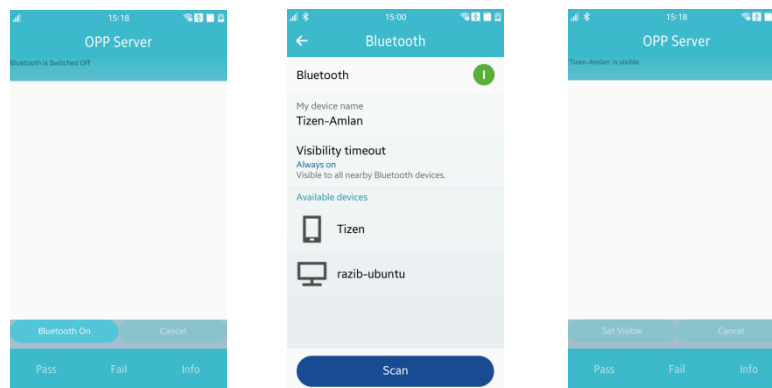 15:18
OPP Server
Bluetooth is Switched Off
Bluetooth On
Cancel
Pass
Fail
Info
15:00
Bluetooth
Bluetooth
My device name
Tizen-Amlan
Visibility timeout
Always on
Visible to all nearby Bluetooth devices.
Available devices
Tizen
razib-ubuntu
Scan
15:18
OPP Server
'Tizen-Amlan' is visible
Set Visible
Cancel
Pass
Fail
Info